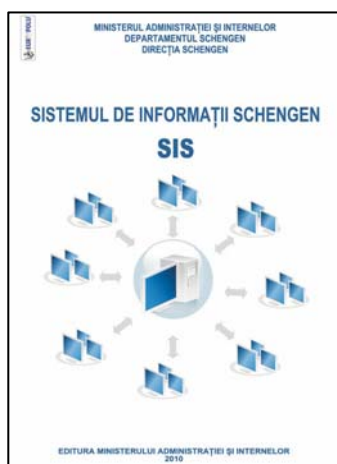 MINISTERUL ADMINISTRAȚIEI ȘI INTERNELOR
DEPARTAMENTUL SCHENGEN
DIRECȚIA SCHENGEN
SISTEMUL DE INFORMAȚII SCHENGEN
SIS
EDITURA MINISTERULUI ADMINISTRAȚIEI ȘI INTERNELOR
2010